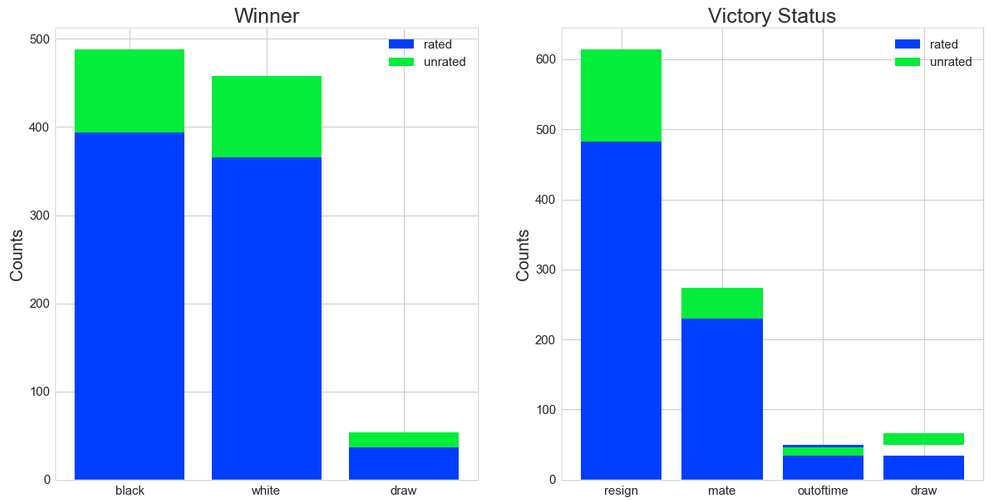 Winner
Counts
500
400
300
200
100
0
rated
unrated
black
white
draw
Victory Status
Counts
600
500
400
300
200
100
0
rated
unrated
resign
mate
outoftime
draw